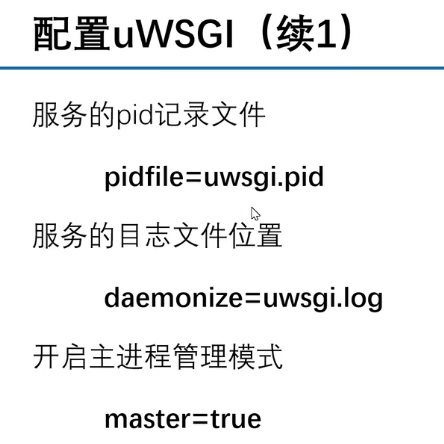 配置uWSGI（续1）
服务的pid记录文件
pidfile=uwsgi.pid
服务的目志文件位置
daemonize=uwsgi.log
开启主进程管理模式
master=true